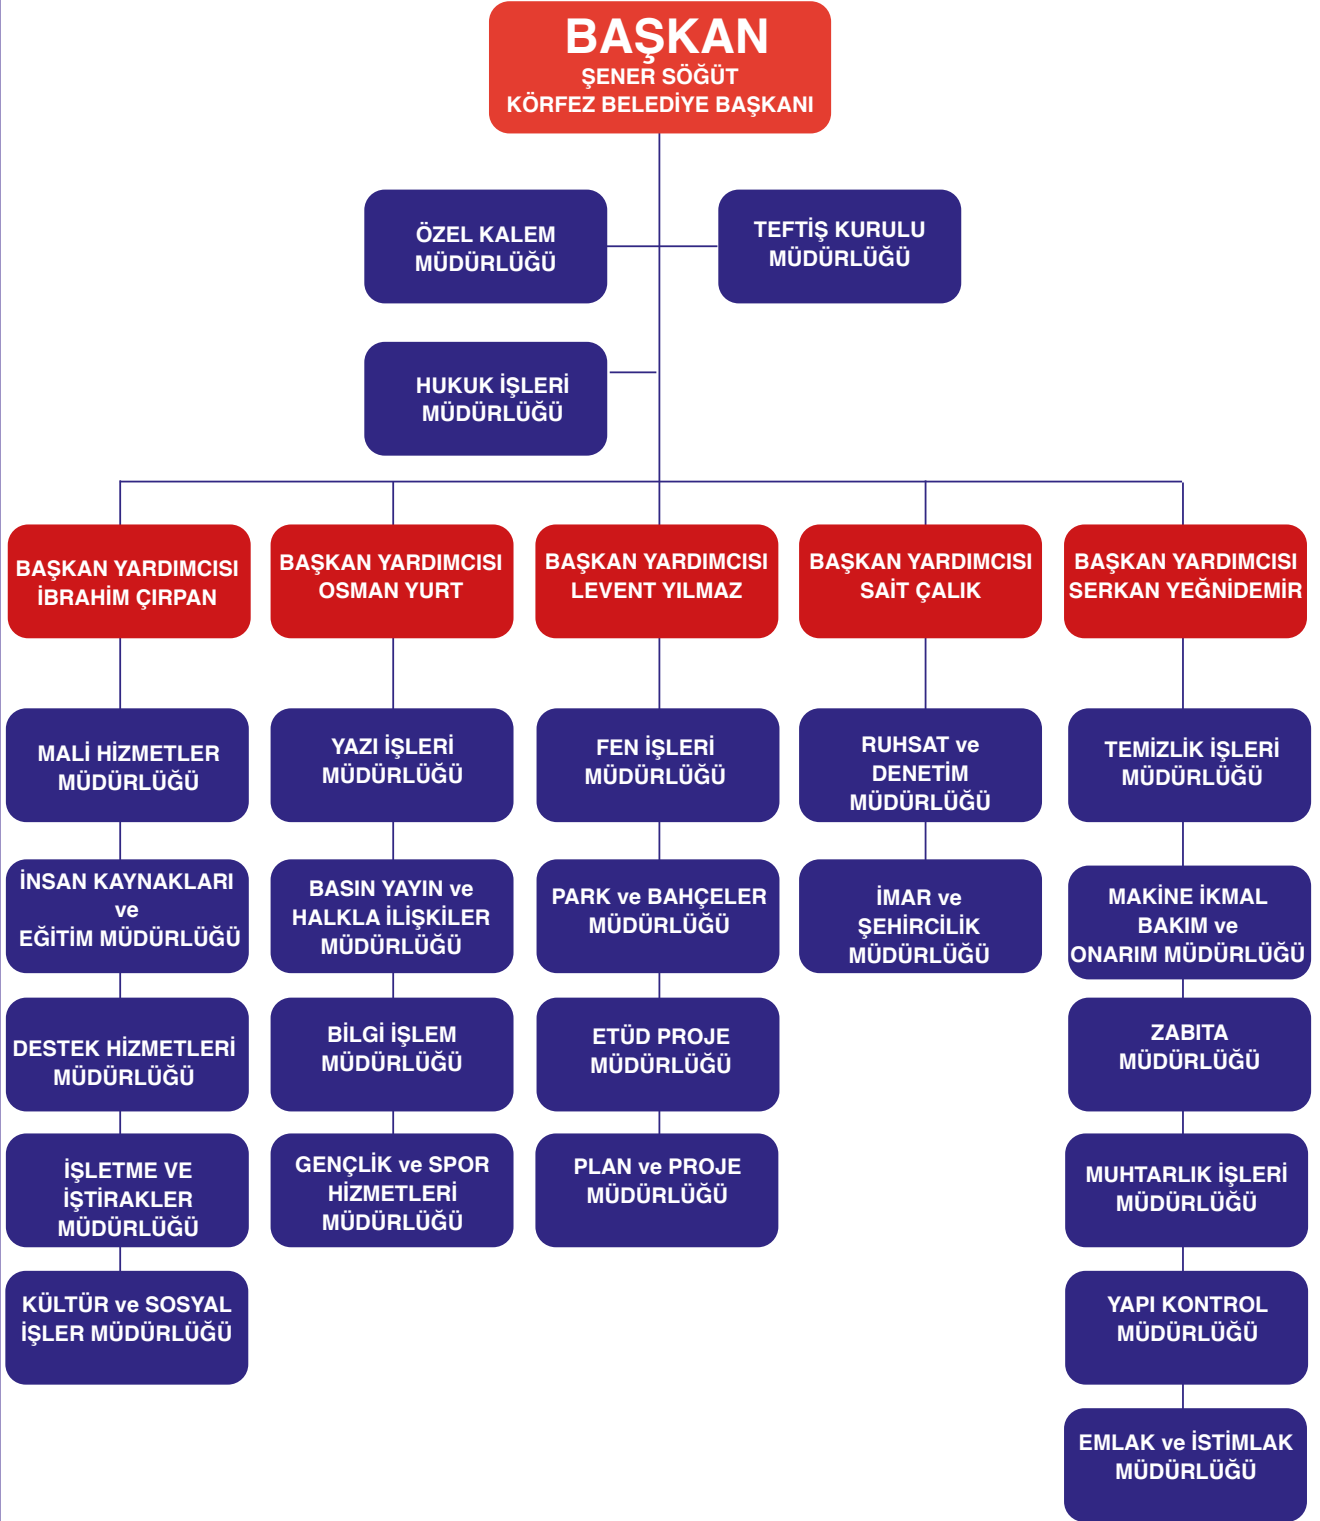 BAŞKAN
ŞENER SÖĞÜT
KÖRFEZ BELEDİYE BAŞKANI
ÖZEL KALEM
MÜDÜRLÜĞÜ
TEFTİŞ KURULU
MÜDÜRLÜĞÜ
HUKUK İŞLERİ
MÜDÜRLÜĞÜ
BAŞKAN YARDIMCISI
İBRAHİM ÇIRPAN
BAŞKAN YARDIMCISI
OSMAN YURT
BAŞKAN YARDIMCISI
LEVENT YILMAZ
BAŞKAN YARDIMCISI
SAİT ÇALIK
BAŞKAN YARDIMCISI
SERKAN YEĞNİDEMİR
MALİ HİZMETLER
MÜDÜRLÜĞÜ
YAZI İŞLERİ
MÜDÜRLÜĞÜ
FEN İŞLERİ
MÜDÜRLÜĞÜ
RUHSAT ve
DENETİM
MÜDÜRLÜĞÜ
TEMİZLİK İŞLERİ
MÜDÜRLÜĞÜ
İNSAN KAYNAKLARI
ve
EĞİTİM MÜDÜRLÜĞÜ
BASIN YAYIN ve
HALKLA İLİŞKİLER
MÜDÜRLÜĞÜ
PARK ve BAHÇELER
MÜDÜRLÜĞÜ
İMAR ve
ŞEHİRCİLİK
MÜDÜRLÜĞÜ
MAKİNE İKMAL
BAKIM ve
ONARIM MÜDÜRLÜĞÜ
DESTEK HİZMETLERİ
MÜDÜRLÜĞÜ
BİLGİ İŞLEM
MÜDÜRLÜĞÜ
ETÜD PROJE
MÜDÜRLÜĞÜ
ZABITA
MÜDÜRLÜĞÜ
İŞLETME VE
İŞTİRAKLER
MÜDÜRLÜĞÜ
GENÇLİK ve SPOR
HİZMETLERİ
MÜDÜRLÜĞÜ
PLAN ve PROJE
MÜDÜRLÜĞÜ
MUHTARLIK İŞLERİ
MÜDÜRLÜĞÜ
KÜLTÜR ve SOSYAL
İŞLER MÜDÜRLÜĞÜ
YAPI KONTROL
MÜDÜRLÜĞÜ
EMLAK ve İSTİMLAK
MÜDÜRLÜĞÜ